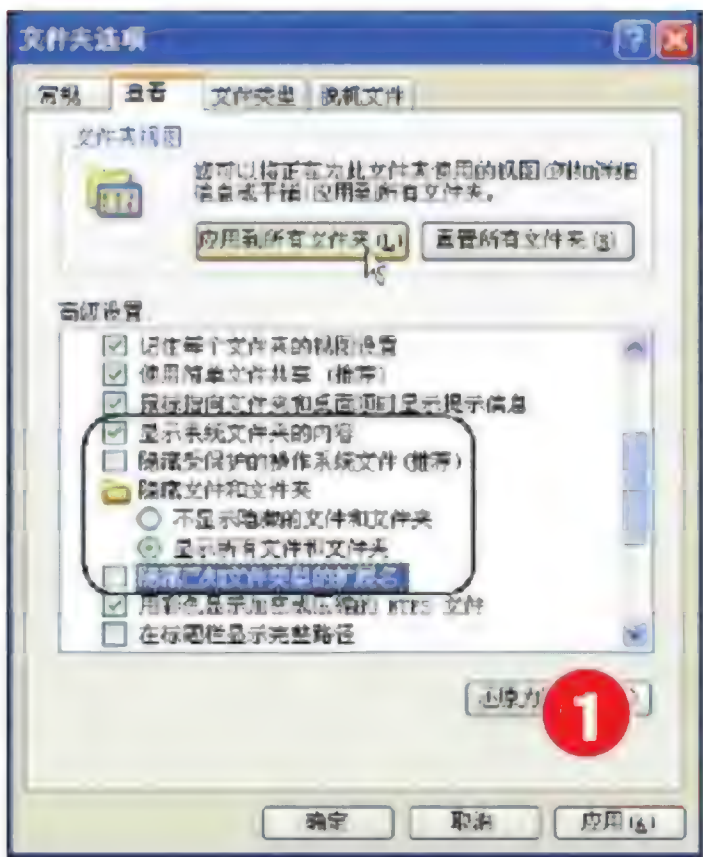 文件夹选项
常规 查看 文件类型 脱机文件
文件夹视图
您可以将正在为此文件夹使用的视图(例如详细
信息或平铺)应用到所有文件夹。
应用到所有文件夹(L) 重置所有文件夹(R)
高级设置:
记住每个文件夹的视图设置
使用简单文件共享 (推荐)
鼠标指向文件夹和桌面项时显示提示信息
显示系统文件夹的内容
隐藏受保护的操作系统文件(推荐)
隐藏文件和文件夹
不显示隐藏的文件和文件夹
显示所有文件和文件夹
隐藏已知文件类型的扩展名
用彩色显示加密或压缩的 NTFS 文件
在标题栏显示完整路径
还原为
1
确定 取消 应用(A)